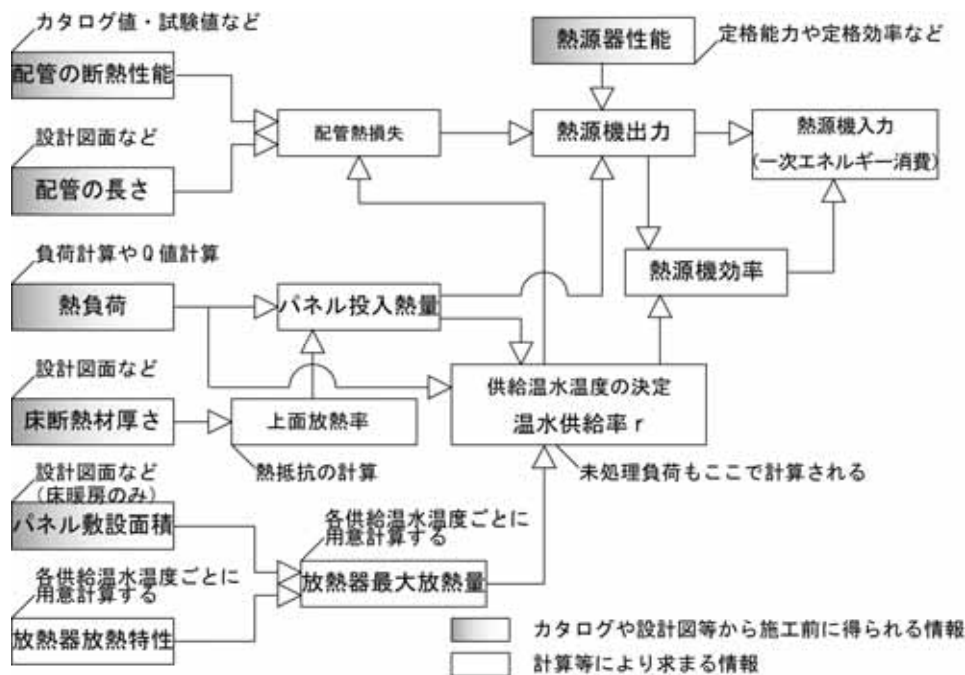 カタログ値・試験値など
配管の断熱性能
設計図面など
配管の長さ
配管熱損失
熱源器性能
定格能力や定格効率など
熱源機出力
熱源機入力
(一次エネルギー消費)
熱源機効率
負荷計算やQ値計算
熱負荷
パネル投入熱量
設計図面など
床断熱材厚さ
上面放熱率
熱抵抗の計算
供給温水温度の決定
温水供給率 r
未処理負荷もここで計算される
設計図面など
(床暖房のみ)
パネル敷設面積
各供給温水温度ごとに
用意計算する
放熱器放熱特性
各供給温水温度ごとに
用意計算する
放熱器最大放熱量
カタログや設計図等から施工前に得られる情報
計算等により求まる情報